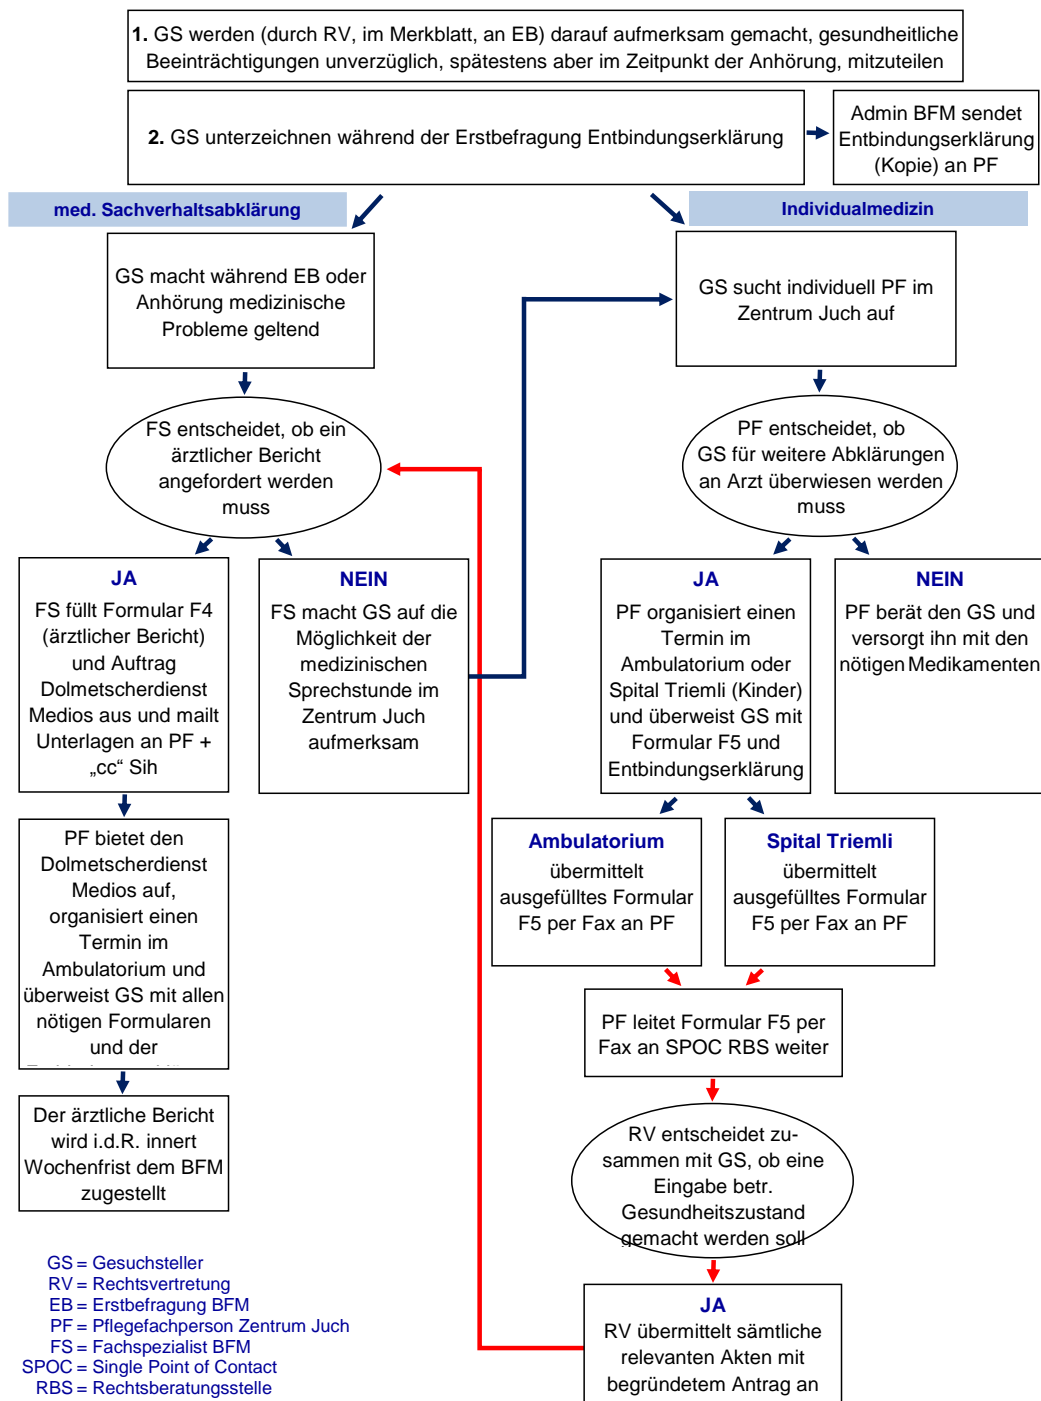 1. GS werden (durch RV, im Merkblatt, an EB) darauf aufmerksam gemacht, gesundheitliche
Beeinträchtigungen unverzüglich, spätestens aber im Zeitpunkt der Anhörung, mitzuteilen
2. GS unterzeichnen während der Erstbefragung Entbindungserklärung
Admin BFM sendet
Entbindungserklärung
(Kopie) an PF
med. Sachverhaltsabklärung
Individualmedizin
GS macht während EB oder
Anhörung medizinische
Probleme geltend
GS sucht individuell PF im
Zentrum Juch auf
FS entscheidet, ob ein
ärztlicher Bericht
angefordert werden
muss
PF entscheidet, ob
GS für weitere Abklärungen
an Arzt überwiesen werden
muss
JA
FS füllt Formular F4
(ärztlicher Bericht)
und Auftrag
Dolmetscherdienst
Medios aus und mailt
Unterlagen an PF +
„cc“ Sih
NEIN
FS macht GS auf die
Möglichkeit der
medizinischen
Sprechstunde im
Zentrum Juch
aufmerksam
JA
PF organisiert einen
Termin im
Ambulatorium oder
Spital Triemli (Kinder)
und überweist GS mit
Formular F5 und
Entbindungserklärung
NEIN
PF berät den GS und
versorgt ihn mit den
nötigen Medikamenten
PF bietet den
Dolmetscherdienst
Medios auf,
organisiert einen
Termin im
Ambulatorium und
überweist GS mit allen
nötigen Formularen
und der
Ambulatorium
übermittelt
ausgefülltes Formular
F5 per Fax an PF
Spital Triemli
übermittelt
ausgefülltes Formular
F5 per Fax an PF
PF leitet Formular F5 per
Fax an SPOC RBS weiter
Der ärztliche Bericht
wird i.d.R. innert
Wochenfrist dem BFM
zugestellt
RV entscheidet zu-
sammen mit GS, ob eine
Eingabe betr.
Gesundheitszustand
gemacht werden soll
JA
RV übermittelt sämtliche
relevanten Akten mit
begründetem Antrag an
GS = Gesuchsteller
RV = Rechtsvertretung
EB = Erstbefragung BFM
PF = Pflegefachperson Zentrum Juch
FS = Fachspezialist BFM
SPOC = Single Point of Contact
RBS = Rechtsberatungsstelle